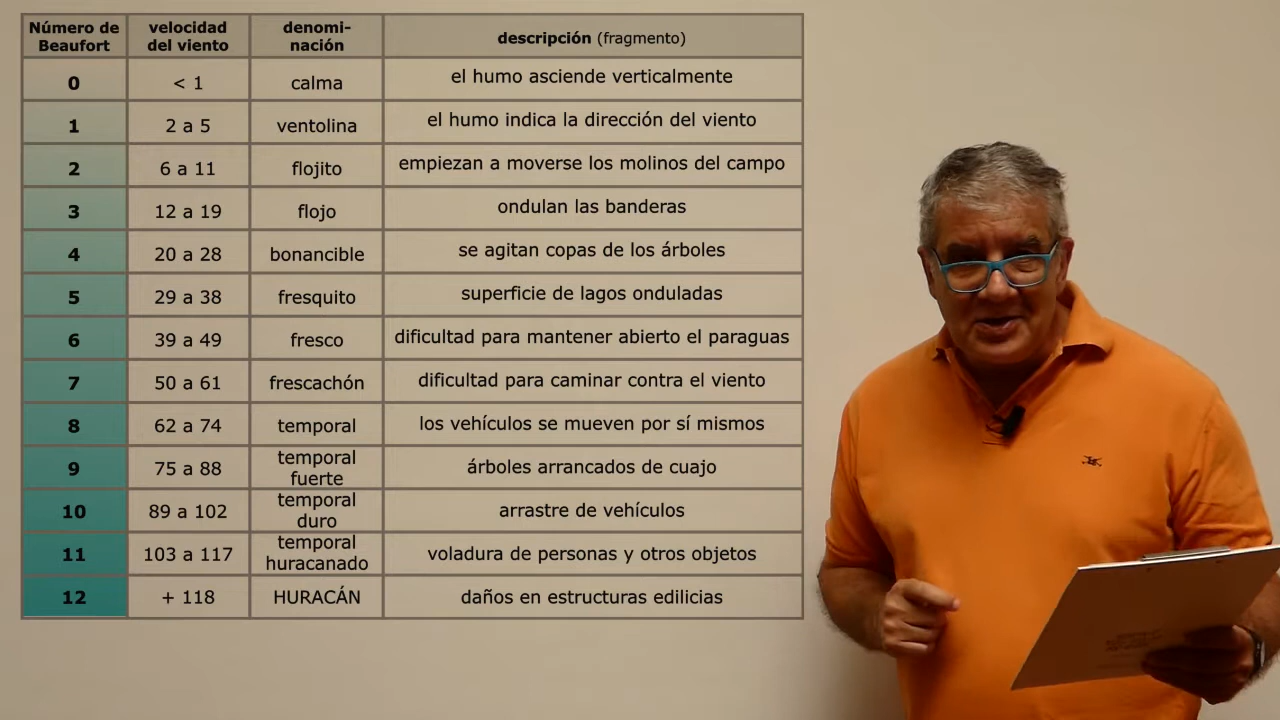 Número de Beaufort velocidad del viento denomi-nación descripción (fragmento)
0 < 1 calma el humo asciende verticalmente
1 2 a 5 ventolina el humo indica la dirección del viento
2 6 a 11 flojito empiezan a moverse los molinos del campo
3 12 a 19 flojo ondulan las banderas
4 20 a 28 bonancible se agitan copas de los árboles
5 29 a 38 fresquito superficie de lagos onduladas
6 39 a 49 fresco dificultad para mantener abierto el paraguas
7 50 a 61 frescachón dificultad para caminar contra el viento
8 62 a 74 temporal los vehículos se mueven por sí mismos
9 75 a 88 temporal fuerte árboles arrancados de cuajo
10 89 a 102 temporal duro arrastre de vehículos
11 103 a 117 temporal huracanado voladura de personas y otros objetos
12 + 118 HURACÁN daños en estructuras edilicias